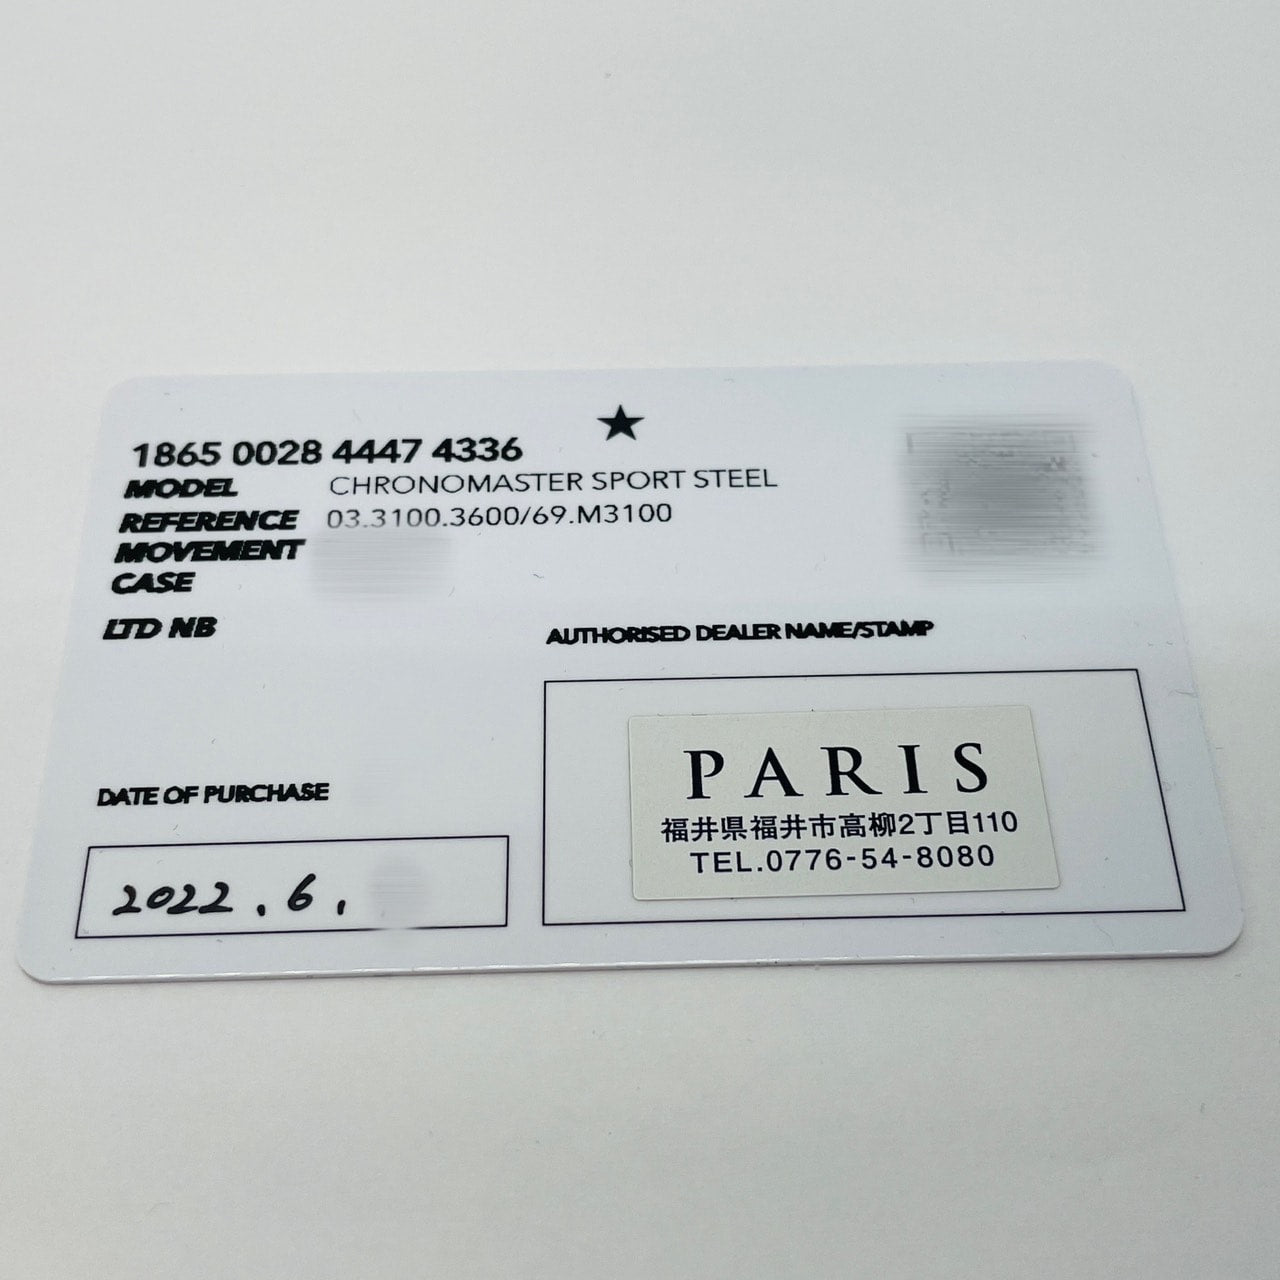 1865 0028 4447 4336
MODEL CHRONOMASTER SPORT STEEL
REFERENCE 03.3100.3600/69.M3100
MOVEMENT
CASE
LTD NB
AUTHORISED DEALER NAME/STAMP
PARIS
福井県福井市高柳2丁目110
TEL.0776-54-8080
DATE OF PURCHASE
2022.6.